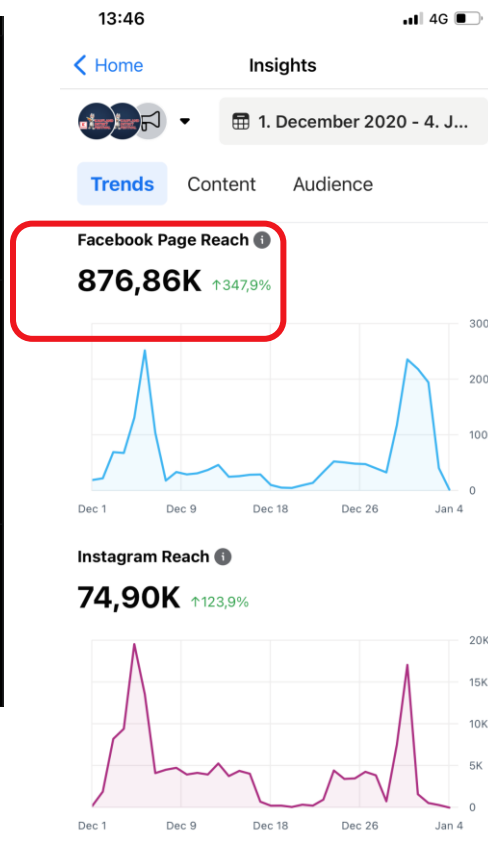 13:46
4G
Home
Insights
1. December 2020 - 4. J...
Trends
Content
Audience
Facebook Page Reach
876,86K ↑347,9%
300
200
100
0
Dec 1 Dec 9 Dec 18 Dec 26 Jan 4
Instagram Reach
74,90K ↑123,9%
20K
15K
10K
5K
0
Dec 1 Dec 9 Dec 18 Dec 26 Jan 4